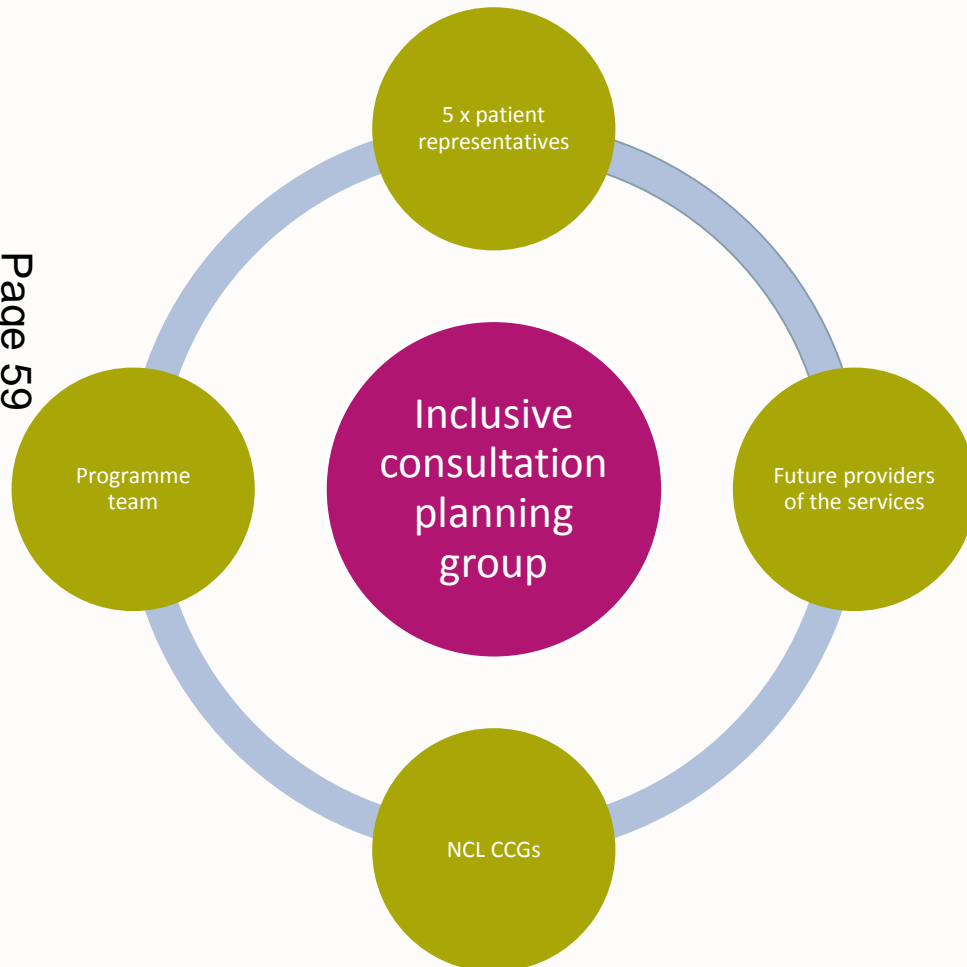 5 x patient
representatives
Page 59
Inclusive
consultation
planning
group
Programme
team
Future providers
of the services
NCL CCGs